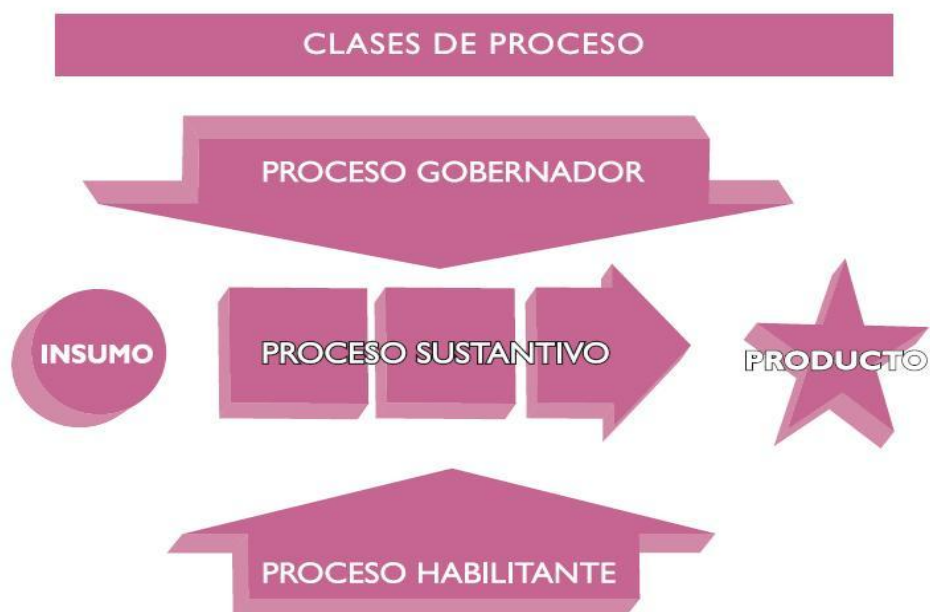 CLASES DE PROCESO
PROCESO GOBERNADOR
INSUMO
PROCESO SUSTANTIVO
PRODUCTO
PROCESO HABILITANTE